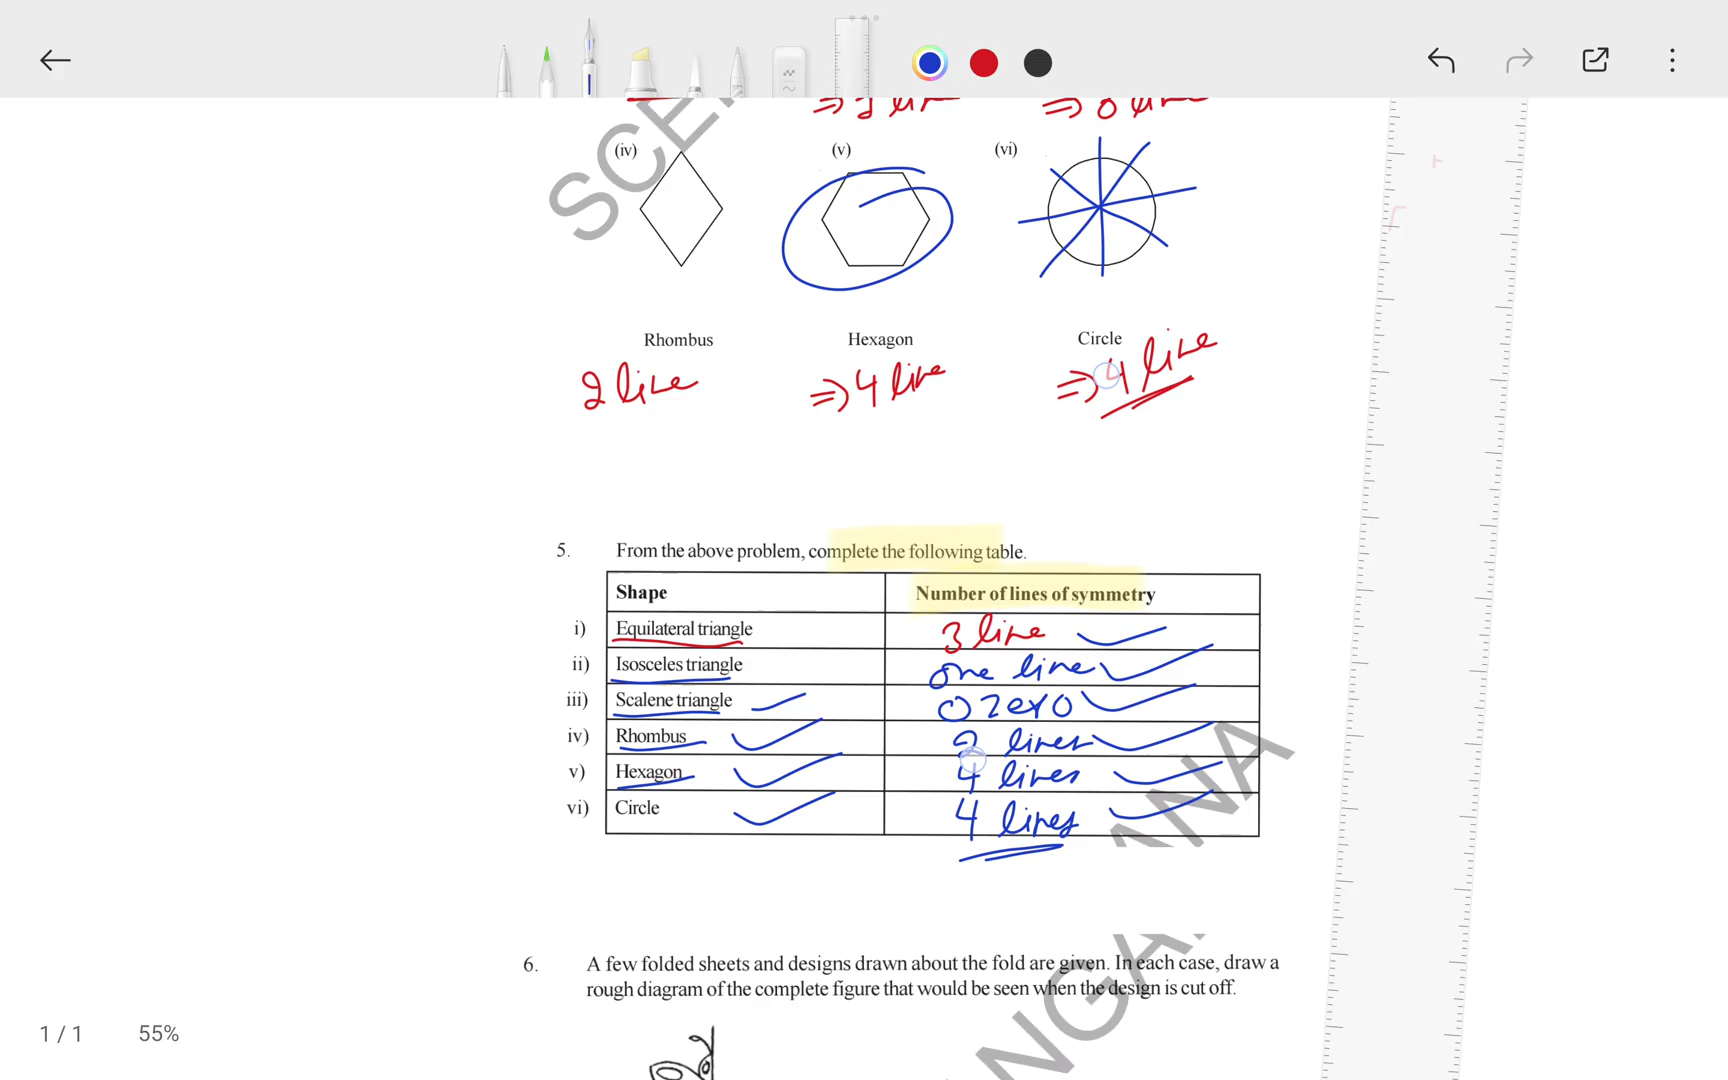 ⇒ 0 line
(iv) (v) (vi)
Rhombus Hexagon Circle
2 line ⇒ 4 line ⇒ 4 line
5. From the above problem, complete the following table.
Shape Number of lines of symmetry
i) Equilateral triangle 3 line
ii) Isosceles triangle one line
iii) Scalene triangle 0 zero
iv) Rhombus 2 lines
v) Hexagon 4 lines
vi) Circle 4 lines
6. A few folded sheets and designs drawn about the fold are given. In each case, draw a
rough diagram of the complete figure that would be seen when the design is cut off.
1 / 1 55%